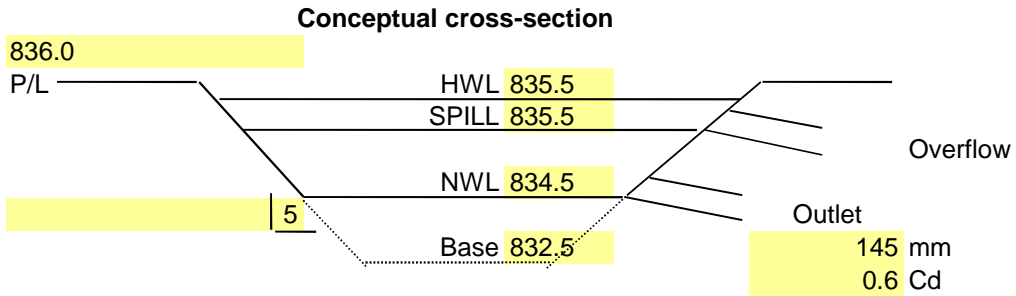 Conceptual cross-section
836.0
P/L
HWL 835.5
SPILL 835.5
Overflow
NWL 834.5
5
Outlet
Base 832.5
145 mm
0.6 Cd